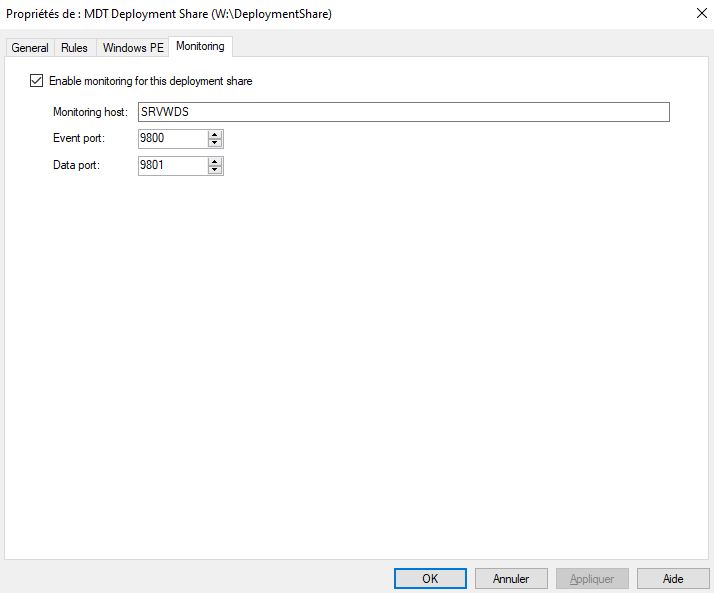 Propriétés de : MDT Deployment Share (W:\DeploymentShare)
General Rules Windows PE Monitoring
Enable monitoring for this deployment share
Monitoring host: SRVWDS
Event port: 9800
Data port: 9801
OK Annuler Appliquer Aide